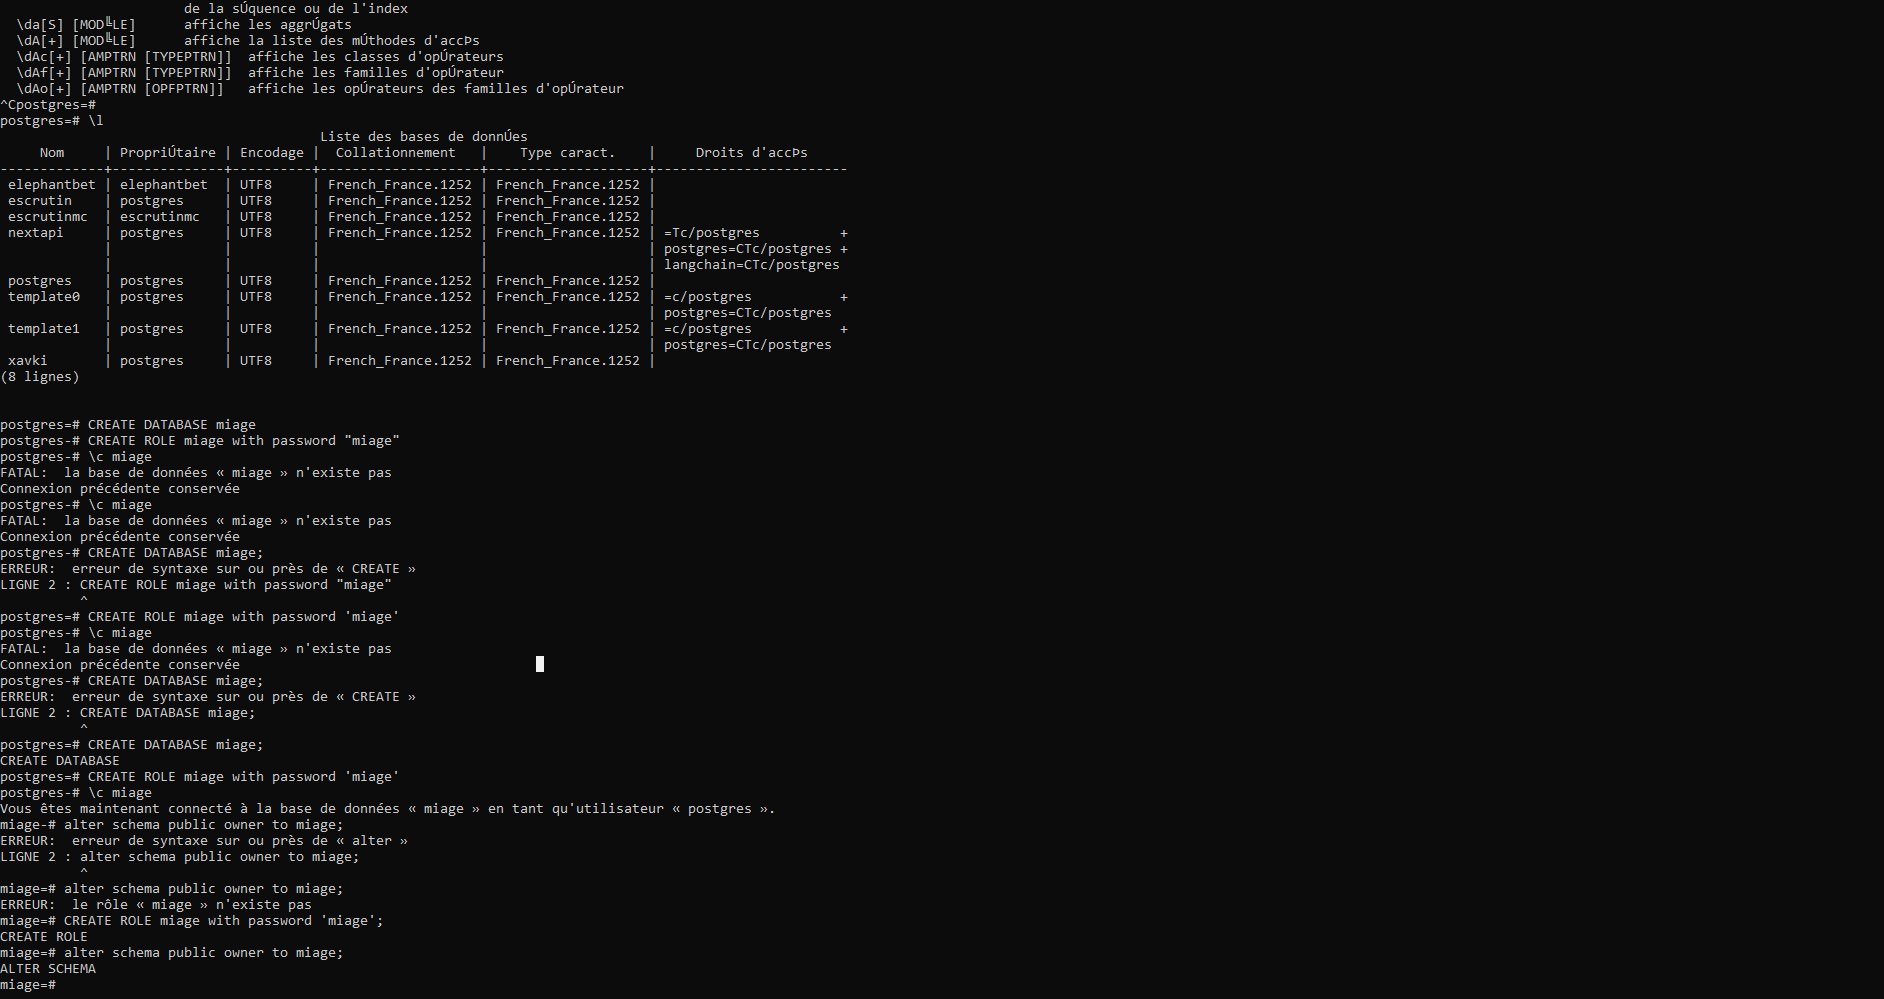 de la sÚquence ou de l'index
\da[S] [MOD╚LE]      affiche les aggrÚgats
\dA[+] [MOD╚LE]      affiche la liste des mÚthodes d'accÞs
\dAc[+] [AMPTRN [TYPEPTRN]]  affiche les classes d'opÚrateurs
\dAf[+] [AMPTRN [TYPEPTRN]]  affiche les familles d'opÚrateur
\dAo[+] [AMPTRN [OPFPTRN]]   affiche les opÚrateurs des familles d'opÚrateur
^Cpostgres=#
postgres=# \l
Liste des bases de donnÚes
Nom     | PropriÚtaire | Encodage |  Collationnement   |    Type caract.    |     Droits d'accÞs
-------------+--------------+----------+--------------------+--------------------+------------------------
elephantbet | elephantbet  | UTF8     | French_France.1252 | French_France.1252 |
escrutin    | postgres     | UTF8     | French_France.1252 | French_France.1252 |
escrutinmc  | escrutinmc   | UTF8     | French_France.1252 | French_France.1252 |
nextapi     | postgres     | UTF8     | French_France.1252 | French_France.1252 | =Tc/postgres          +
|              |          |                    |                    | postgres=CTc/postgres +
|              |          |                    |                    | langchain=CTc/postgres
postgres    | postgres     | UTF8     | French_France.1252 | French_France.1252 |
template0   | postgres     | UTF8     | French_France.1252 | French_France.1252 | =c/postgres           +
|              |          |                    |                    | postgres=CTc/postgres
template1   | postgres     | UTF8     | French_France.1252 | French_France.1252 | =c/postgres           +
|              |          |                    |                    | postgres=CTc/postgres
xavki       | postgres     | UTF8     | French_France.1252 | French_France.1252 |
(8 lignes)
postgres=# CREATE DATABASE miage
postgres-# CREATE ROLE miage with password "miage"
postgres-# \c miage
FATAL:  la base de données « miage » n'existe pas
Connexion précédente conservée
postgres-# \c miage
FATAL:  la base de données « miage » n'existe pas
Connexion précédente conservée
postgres-# CREATE DATABASE miage;
ERREUR:  erreur de syntaxe sur ou près de « CREATE »
LIGNE 2 : CREATE ROLE miage with password "miage"
^
postgres=# CREATE ROLE miage with password 'miage'
postgres-# \c miage
FATAL:  la base de données « miage » n'existe pas
Connexion précédente conservée
postgres-# CREATE DATABASE miage;
ERREUR:  erreur de syntaxe sur ou près de « CREATE »
LIGNE 2 : CREATE DATABASE miage;
^
postgres=# CREATE DATABASE miage;
CREATE DATABASE
postgres=# CREATE ROLE miage with password 'miage'
postgres-# \c miage
Vous êtes maintenant connecté à la base de données « miage » en tant qu'utilisateur « postgres ».
miage-# alter schema public owner to miage;
ERREUR:  erreur de syntaxe sur ou près de « alter »
LIGNE 2 : alter schema public owner to miage;
^
miage=# alter schema public owner to miage;
ERREUR:  le rôle « miage » n'existe pas
miage=# CREATE ROLE miage with password 'miage';
CREATE ROLE
miage=# alter schema public owner to miage;
ALTER SCHEMA
miage=#